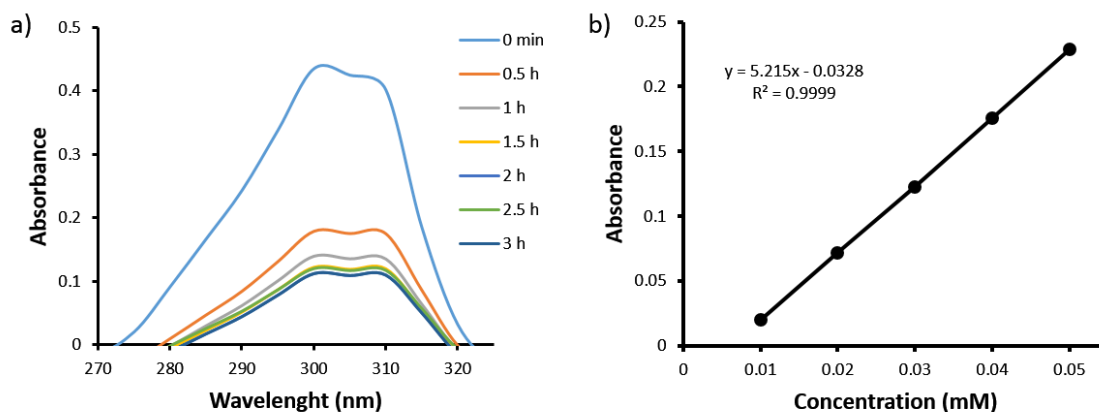 a)
0.5
0.4
0.3
0.2
0.1
0
Absorbance
270
280
290
300
310
320
Wavelenght (nm)
0 min
0.5 h
1 h
1.5 h
2 h
2.5 h
3 h
b)
0.25
0.2
0.15
0.1
0.05
0
Absorbance
y = 5.215x - 0.0328
R² = 0.9999
0
0.01
0.02
0.03
0.04
0.05
Concentration (mM)